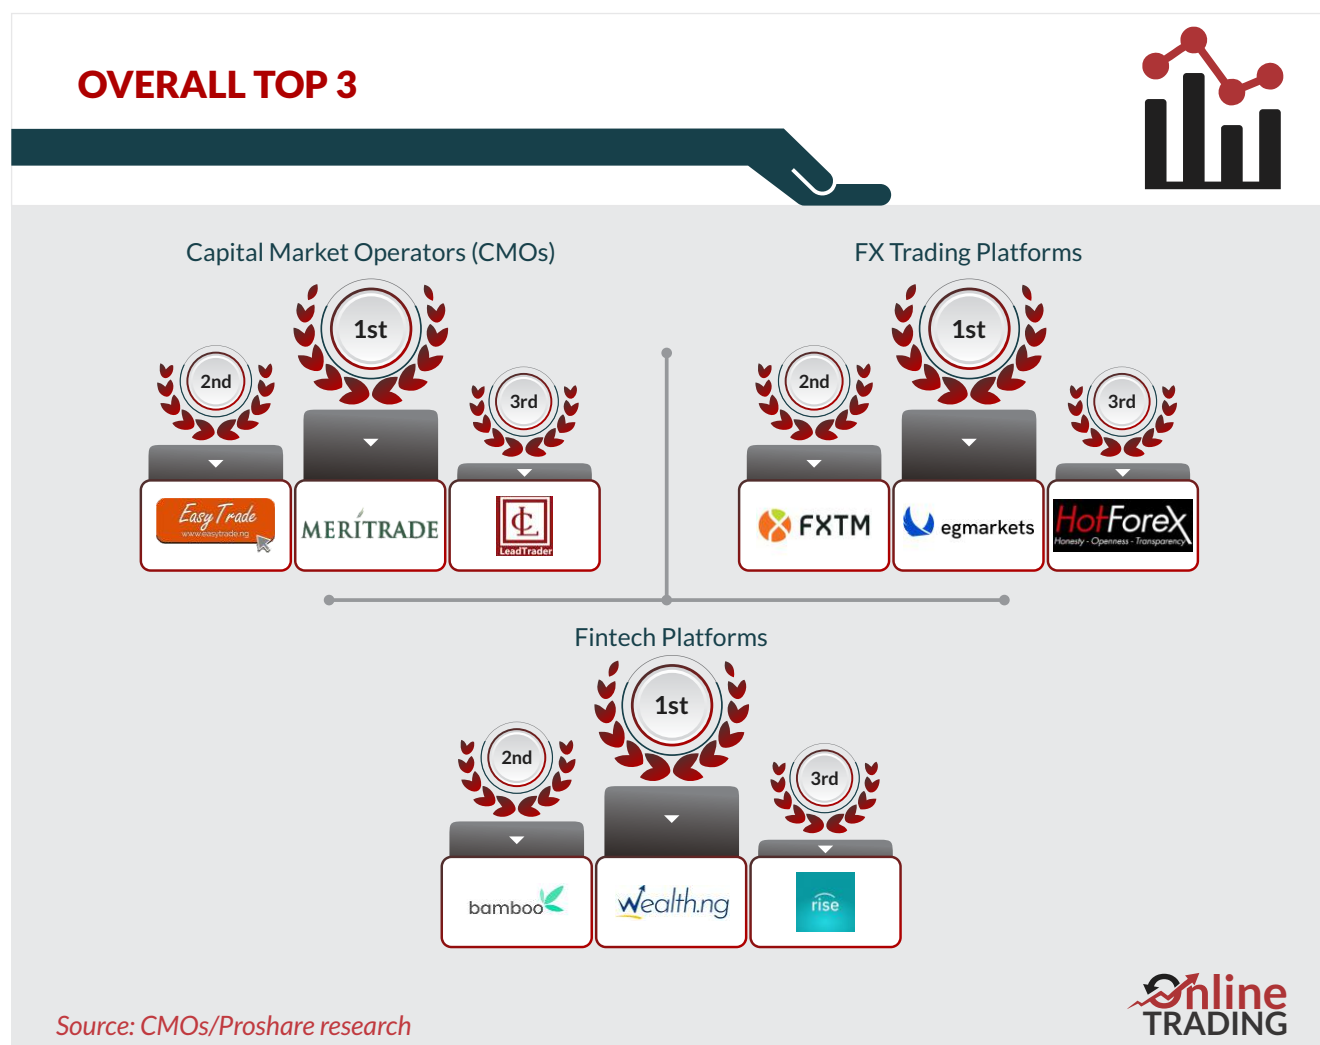 OVERALL TOP 3
Capital Market Operators (CMOs)
1st
2nd
3rd
Easy Trade
www.easytrade.ng
MERITRADE
LC
LeadTrader
FX Trading Platforms
1st
2nd
3rd
FXTM
egmarkets
HotForex
Honesty - Openness - Transparency
Fintech Platforms
1st
2nd
3rd
bamboo
Wealth.ng
rise
Source: CMOs/Proshare research
Online
TRADING